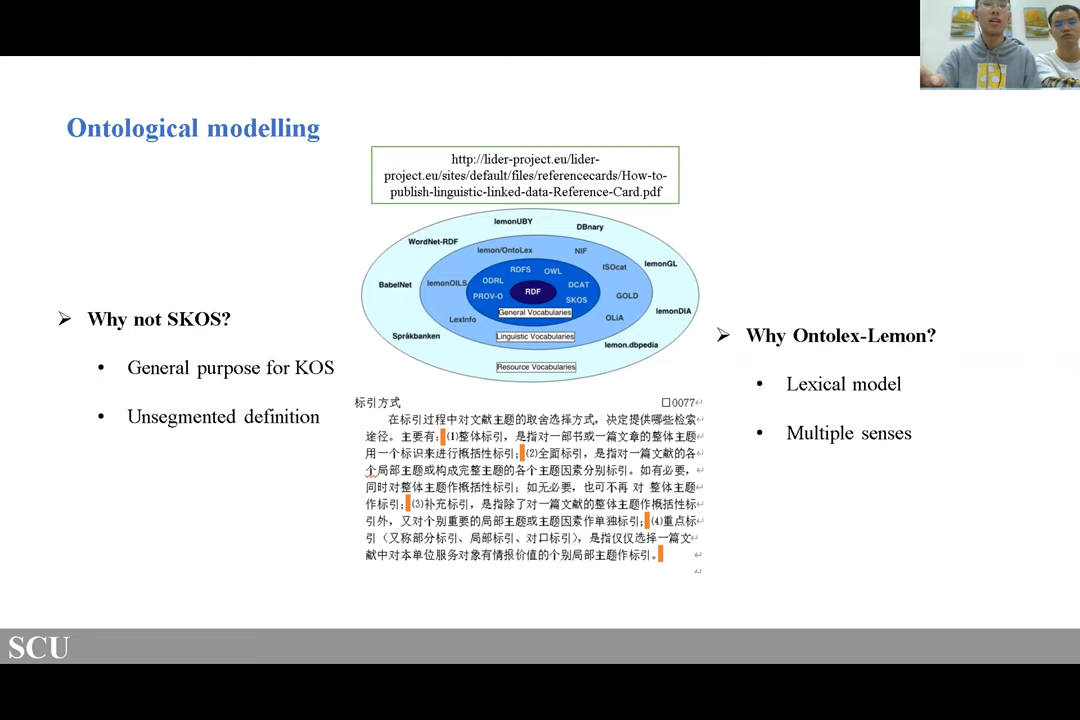 Ontological modelling
http://lider-project.eu/lider-
project.eu/sites/default/files/referencecards/How-to-
publish-linguistic-linked-data-Reference-Card.pdf
lemonUBY
DBnary
WordNet-RDF
lemon/OntoLex
NIF
ISOcat
lemonGL
RDFS
OWL
BabelNet
lemonOILS
ODRL
RDF
DCAT
PROV-O
SKOS
GOLD
General Vocabularies
lemonDIA
LexInfo
OLiA
Språkbanken
Linguistic Vocabularies
lemon.dbpedia
Resource Vocabularies
➢ Why not SKOS?
• General purpose for KOS
• Unsegmented definition
标引方式 □0077↵
在标引过程中对文献主题的取舍选择方式，决定提供哪些检索↵
途径。主要有：⑴整体标引，是指对一部书或一篇文章的整体主题
用一个标识来进行概括性标引；⑵全面标引，是指对一篇文献的各↵
个局部主题或构成完整主题的各个主题因素分别标引。如有必要，↵
同时对整体主题作概括性标引；如无必要，也可不再 对 整体主题↵
作标引；⑶补充标引，是指除了对一篇文献的整体主题作概括性标↵
引外，又对个别重要的局部主题或主题因素作单独标引；⑷重点标↵
引（又称部分标引、局部标引、对口标引），是指仅仅选择一篇文↵
献中对本单位服务对象有情报价值的个别局部主题作标引。 ↵
↵
➢ Why Ontolex-Lemon?
• Lexical model
• Multiple senses
SCU